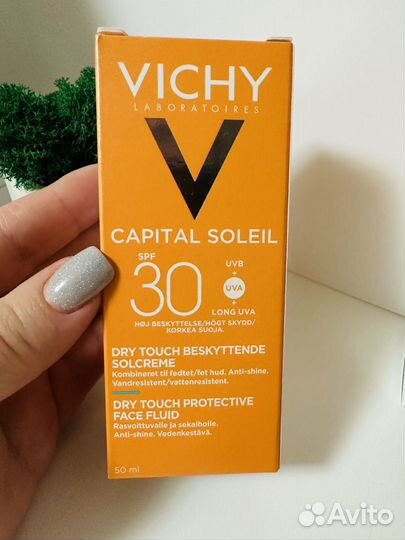 VICHY
LABORATOIRES
CAPITAL SOLEIL
SPF
30
UVB
+
UVA
+
LONG UVA
HØJ BESKYTTELSE/HÖGT SKYDD/
KORKEA SUOJA.
DRY TOUCH BESKYTTENDE
SOLCREME
Kombineret til fedtet/fet hud. Anti-shine.
Vandresistent/vattenresistent.
DRY TOUCH PROTECTIVE
FACE FLUID
Rasvoittuvalle ja sekaiholle.
Anti-shine. Vedenkestävä.
50 ml
Avito